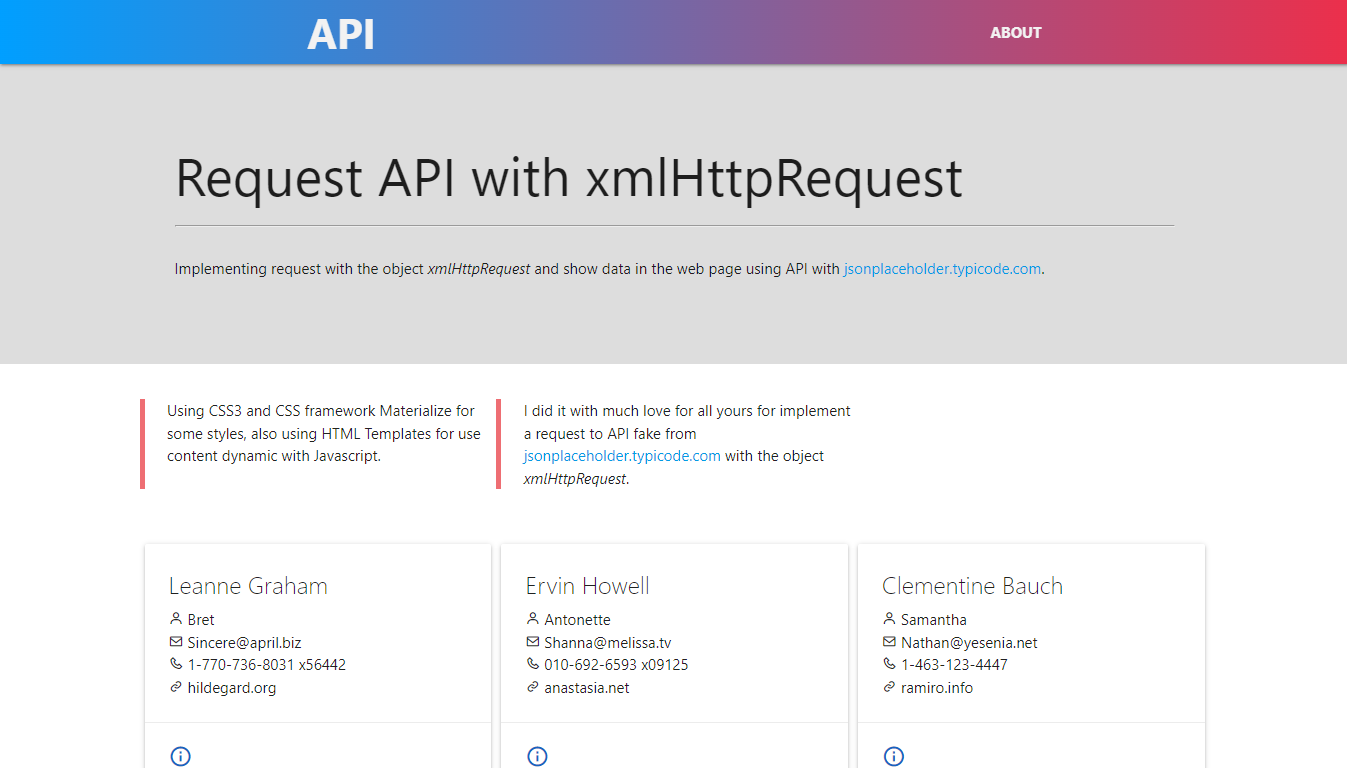 API
ABOUT
Request API with xmlHttpRequest
Implementing request with the object xmlHttpRequest and show data in the web page using API with jsonplaceholder.typicode.com.
Using CSS3 and CSS framework Materialize for
some styles, also using HTML Templates for use
content dynamic with Javascript.
I did it with much love for all yours for implement
a request to API fake from
jsonplaceholder.typicode.com with the object
xmlHttpRequest.
Leanne Graham
Bret
Sincere@april.biz
1-770-736-8031 x56442
hildegard.org
Ervin Howell
Antonette
Shanna@melissa.tv
010-692-6593 x09125
anastasia.net
Clementine Bauch
Samantha
Nathan@yesenia.net
1-463-123-4447
ramiro.info